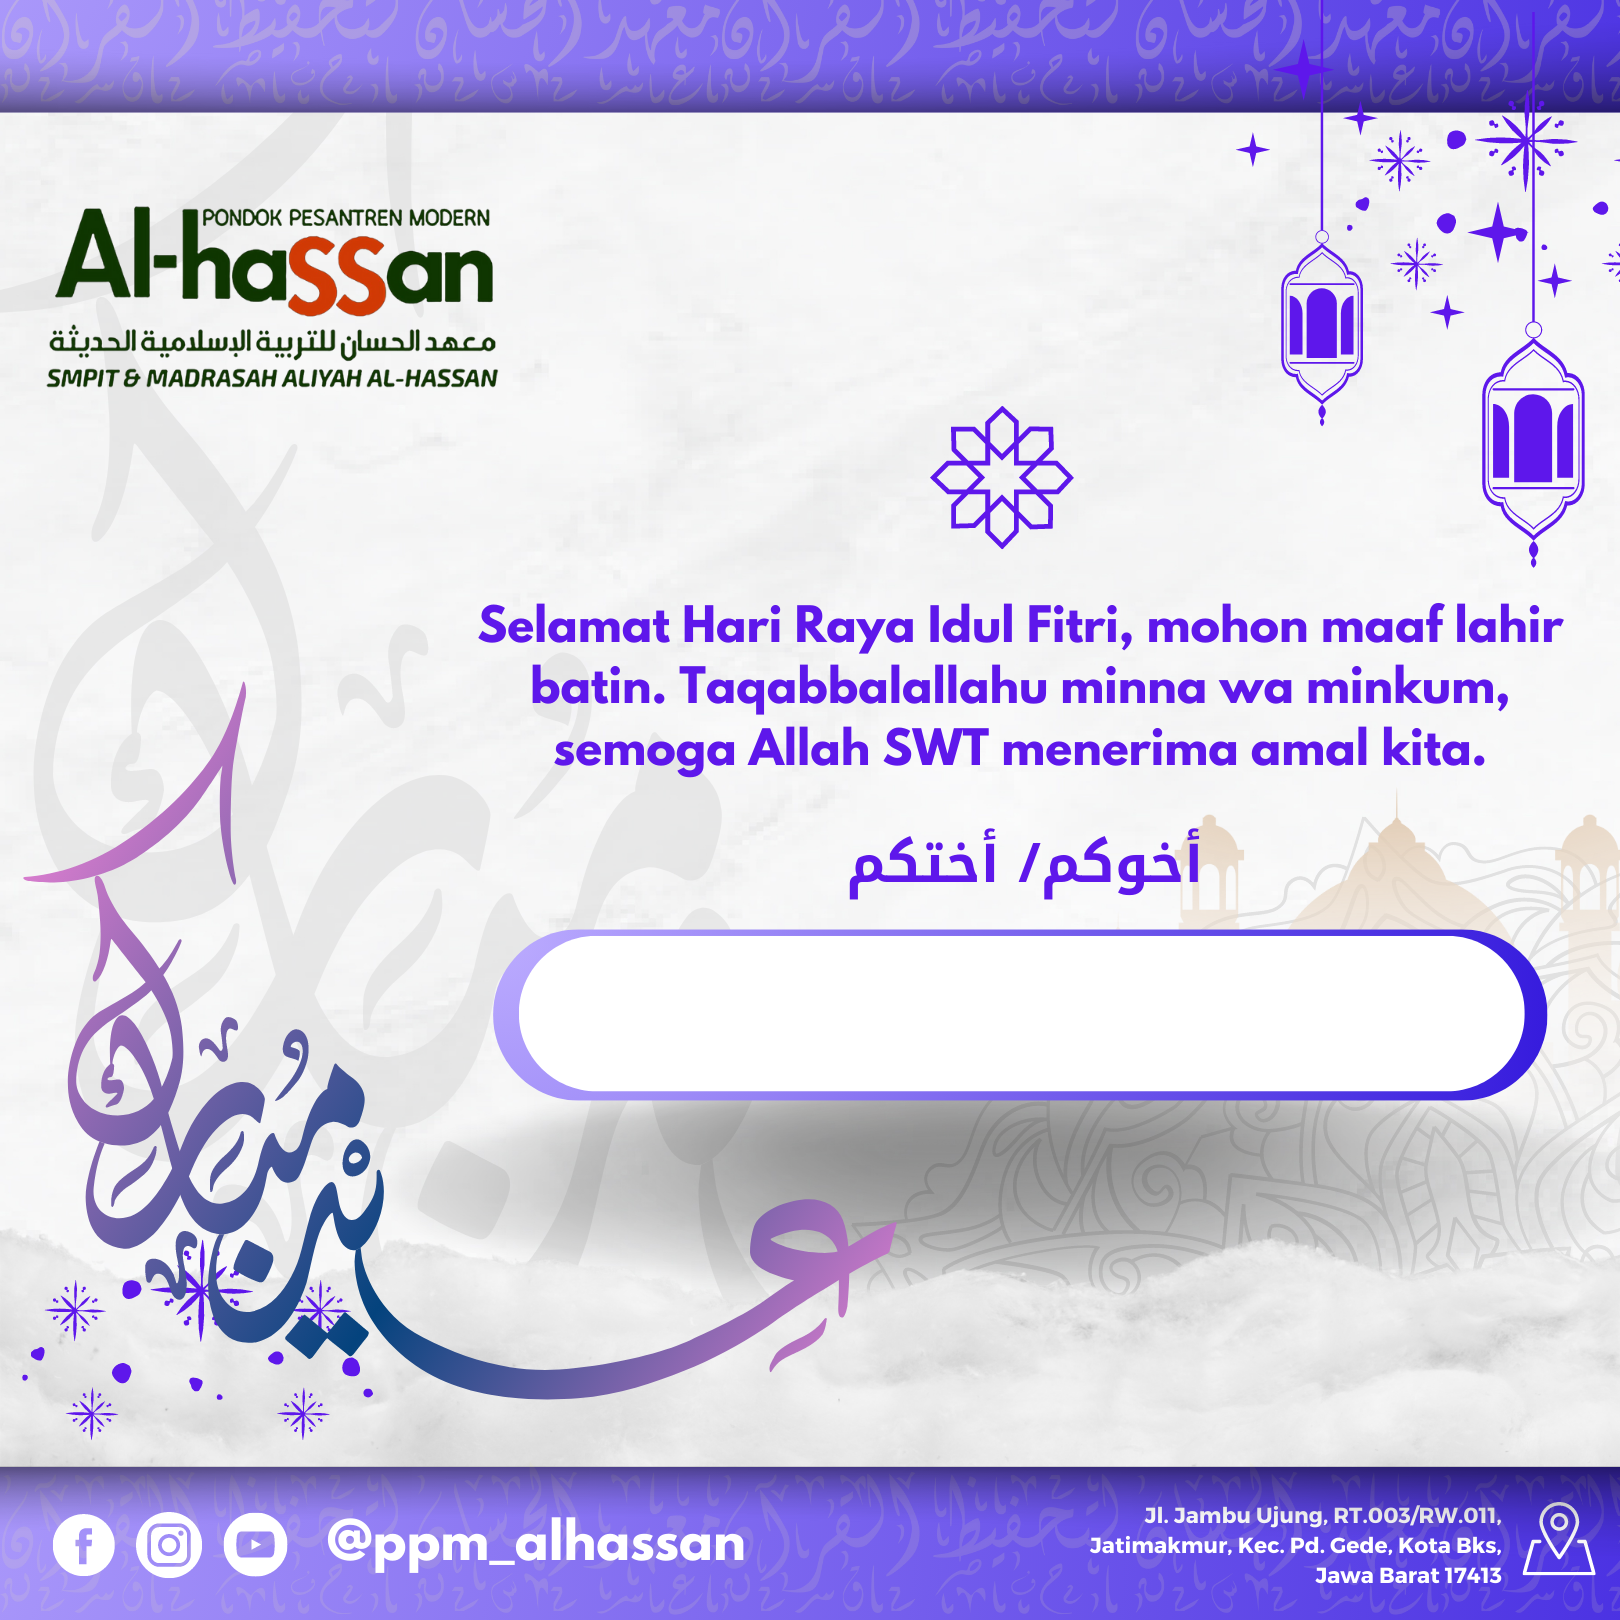 PONDOK PESANTREN MODERN
Al-hassan
معهد الحسان للتربية الإسلامية الحديثة
SMPIT & MADRASAH ALIYAH AL-HASSAN
Selamat Hari Raya Idul Fitri, mohon maaf lahir
batin. Taqabbalallahu minna wa minkum,
semoga Allah SWT menerima amal kita.
أخوكم/ أختكم
عِيْدٌ مُبَارَكٌ
@ppm_alhassan
Jl. Jambu Ujung, RT.003/RW.011,
Jatimakmur, Kec. Pd. Gede, Kota Bks,
Jawa Barat 17413